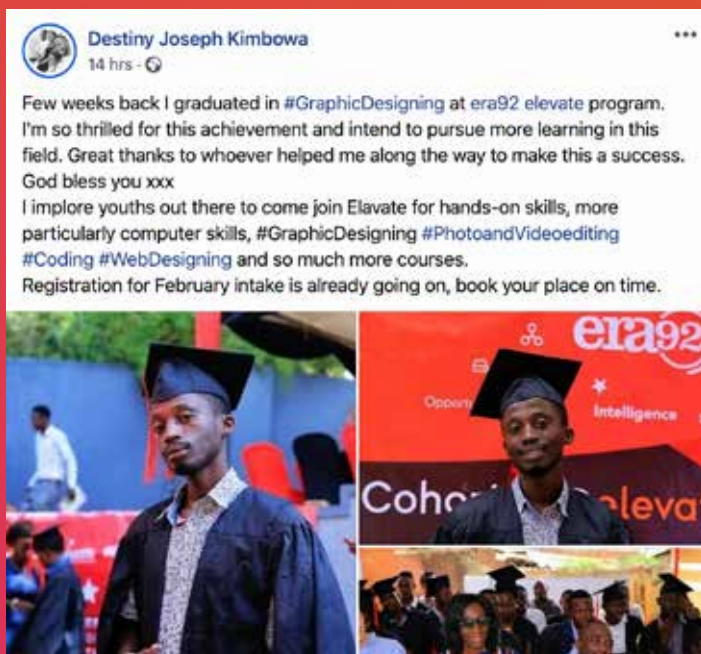 Destiny Joseph Kimbowa
14 hrs -
Few weeks back I graduated in #GraphicDesigning at era92 elevate program.
I'm so thrilled for this achievement and intend to pursue more learning in this
field. Great thanks to whoever helped me along the way to make this a success.
God bless you xxx
I implore youths out there to come join Elavate for hands-on skills, more
particularly computer skills, #GraphicDesigning #PhotoandVideoediting
#Coding #WebDesigning and so much more courses.
Registration for February intake is already going on, book your place on time.
era92
Opport
Intelligence
Cohor
eleva